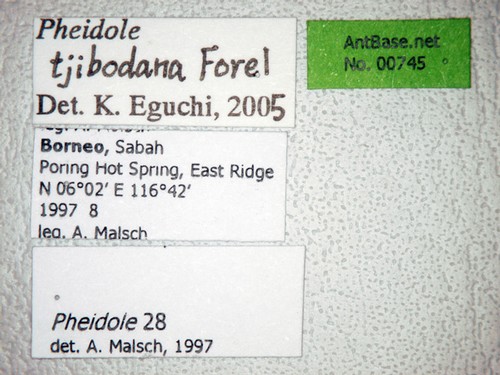 Pheidole
tjibodana Forel
Det. K. Eguchi, 2005
AntBase.net
No. 00745
Borneo, Sabah
Poring Hot Spring, East Ridge
N 06°02' E 116°42'
1997 8
leg. A. Malsch
Pheidole 28
det. A. Malsch, 1997